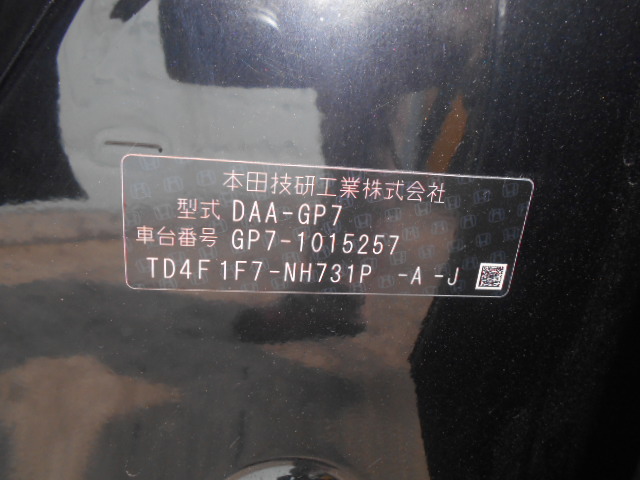 本田技研工業株式会社
型式 DAA-GP7
車台番号 GP7-1015257
TD4F1F7-NH731P -A -J